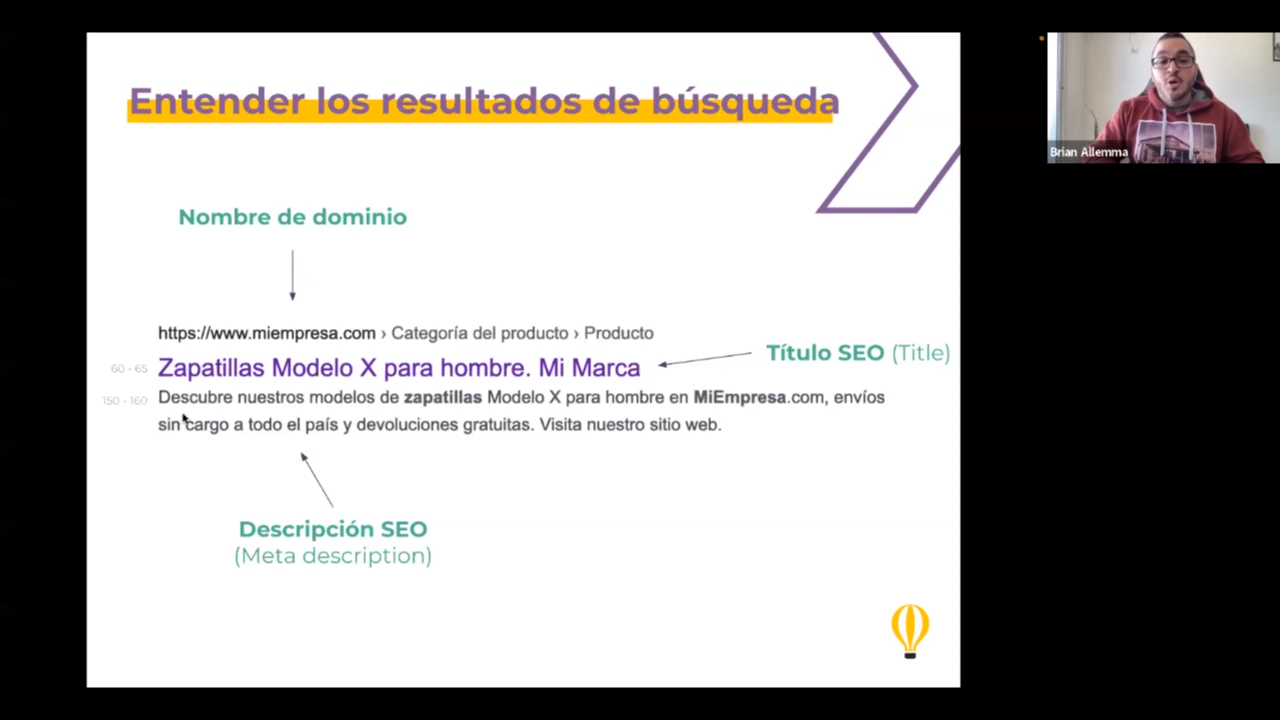 Entender los resultados de búsqueda
Brian Allemma
Nombre de dominio
https://www.miempresa.com › Categoría del producto › Producto
Título SEO (Title)
60 - 65
Zapatillas Modelo X para hombre. Mi Marca
150 - 160
Descubre nuestros modelos de zapatillas Modelo X para hombre en MiEmpresa.com, envíos
sin cargo a todo el país y devoluciones gratuitas. Visita nuestro sitio web.
Descripción SEO
(Meta description)